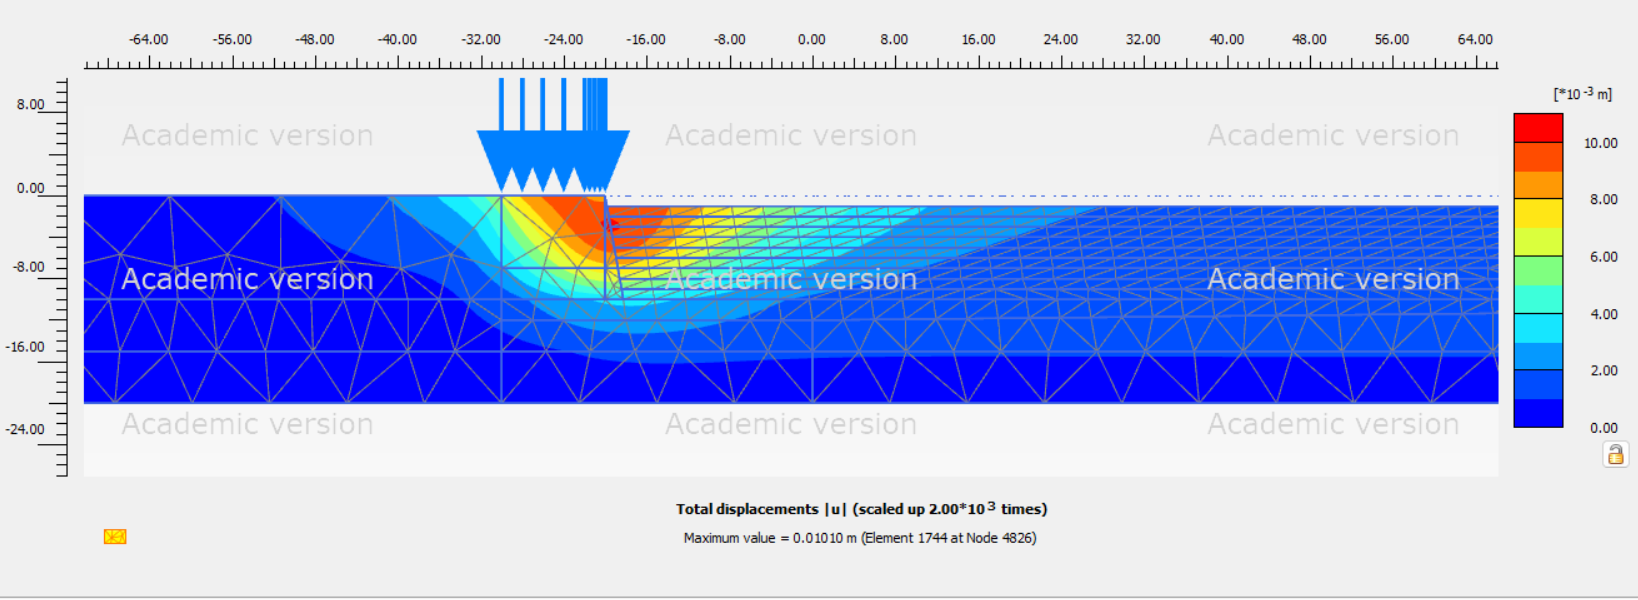 -64.00 -56.00 -48.00 -40.00 -32.00 -24.00 -16.00 -8.00 0.00 8.00 16.00 24.00 32.00 40.00 48.00 56.00 64.00
[*10 -3 m]
8.00
Academic version Academic version Academic version
10.00
0.00
8.00
6.00
-8.00
Academic version Academic version Academic version
4.00
-16.00
2.00
-24.00
Academic version Academic version Academic version
0.00
Total displacements |u| (scaled up 2.00*10 3 times)
Maximum value = 0.01010 m (Element 1744 at Node 4826)